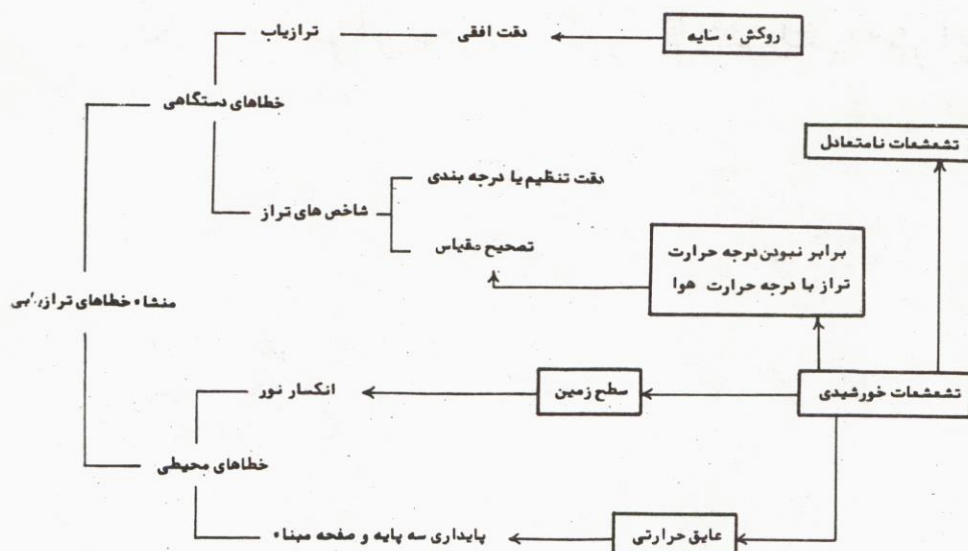 روکش ، سایه
دقت افقی
ترازیاب
خطاهای دستگاهی
تشعشعات نامتعادل
دقت تنظیم یا درجه بندی
شاخص های تراز
تصحیح مقیاس
برابر نبودن درجه حرارت
تراز با درجه حرارت هوا
منشاء خطاهای
تشعشعات خورشیدی
سطح زمین
انکسار نور
خطاهای محیطی
عایق حرارتی
پایداری سه پایه و صفحه مبناء